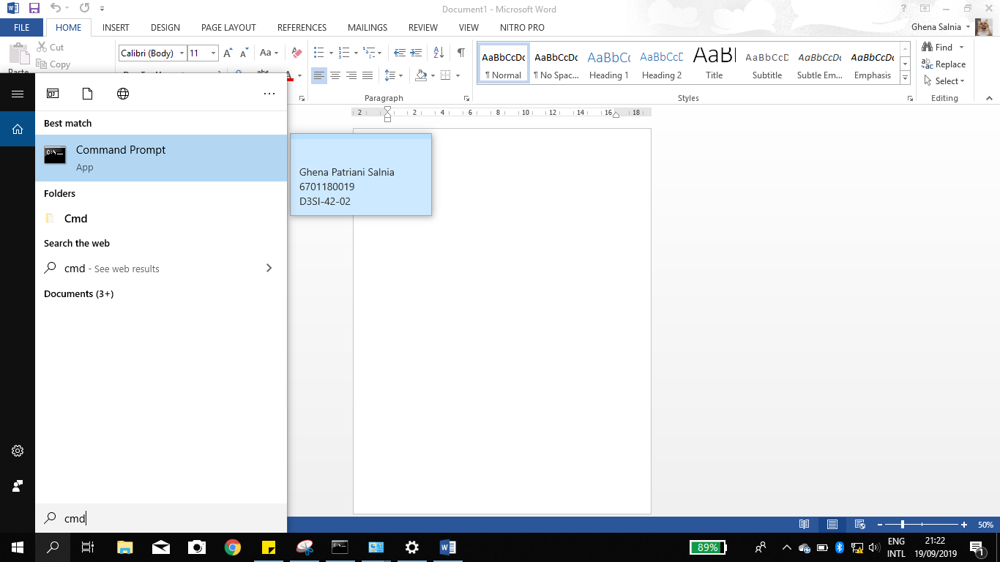 Document1 - Microsoft Word
FILE HOME INSERT DESIGN PAGE LAYOUT REFERENCES MAILINGS REVIEW VIEW NITRO PRO
Ghena Salnia
Cut
Copy
Calibri (Body) 11
Aa
Paragraph
AaBbCcDc AaBbCcDc AaBbCc AaBbCcD AaB AaBbCcD AaBbCcDc AaBbCcDc
¶ Normal ¶ No Spac... Heading 1 Heading 2 Title Subtitle Subtle Em... Emphasis
Styles
Find
Replace
Select
Editing
2 2 4 6 8 10 12 14 16 18
Best match
Command Prompt
App
Folders
Cmd
Search the web
cmd - See web results
Documents (3+)
cmd
Ghena Patriani Salnia
6701180019
D3SI-42-02
50%
89%
ENG
INTL
21:22
19/09/2019
1